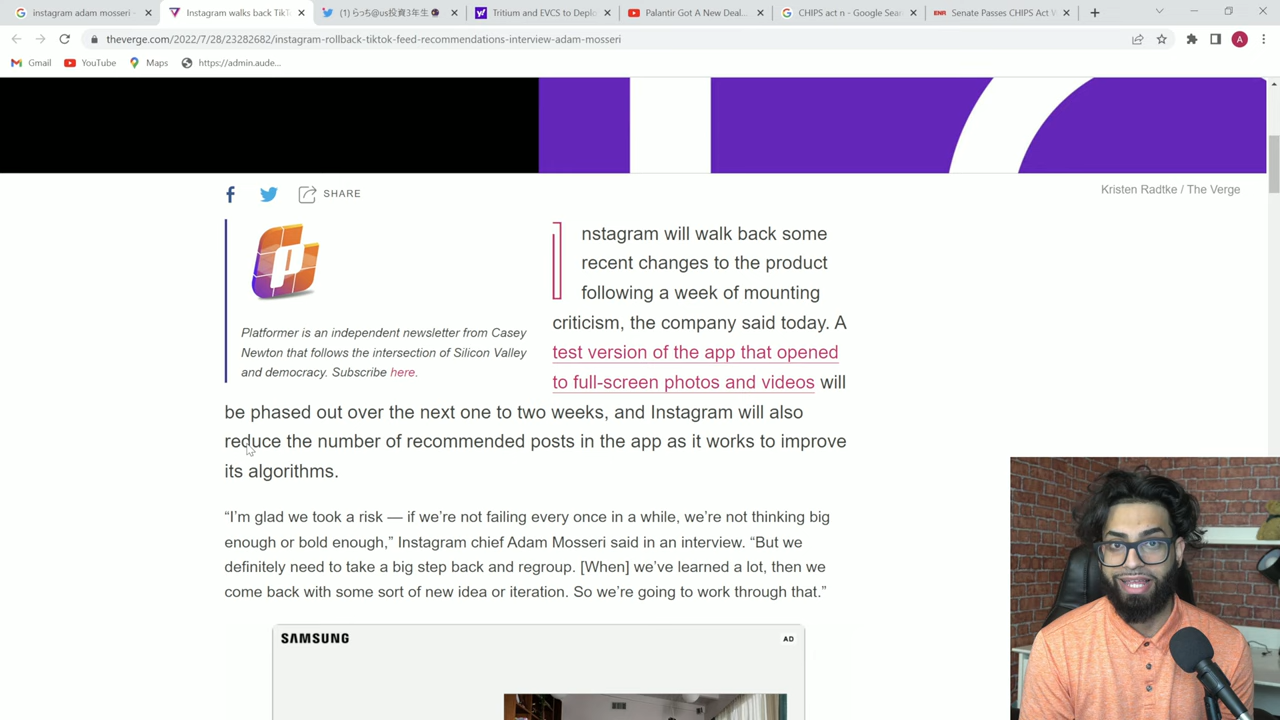 instagram adam mosseri -
Instagram walks back TikTo
(1) らっち@us投資3年生
Tritium and EVCS to Deplo
Palantir Got A New Deal...
CHIPS act n - Google Sear
ENR
Senate Passes CHIPS Act W
theverge.com/2022/7/28/23282682/instagram-rollback-tiktok-feed-recommendations-interview-adam-mosseri
A
Gmail
YouTube
Maps
https://admin.aude...
SHARE
Kristen Radtke / The Verge
p
Platformer is an independent newsletter from Casey
Newton that follows the intersection of Silicon Valley
and democracy. Subscribe here.
Instagram will walk back some
recent changes to the product
following a week of mounting
criticism, the company said today. A
test version of the app that opened
to full-screen photos and videos will
be phased out over the next one to two weeks, and Instagram will also
reduce the number of recommended posts in the app as it works to improve
its algorithms.
“I’m glad we took a risk — if we’re not failing every once in a while, we’re not thinking big
enough or bold enough,” Instagram chief Adam Mosseri said in an interview. “But we
definitely need to take a big step back and regroup. [When] we’ve learned a lot, then we
come back with some sort of new idea or iteration. So we’re going to work through that.”
SAMSUNG
AD